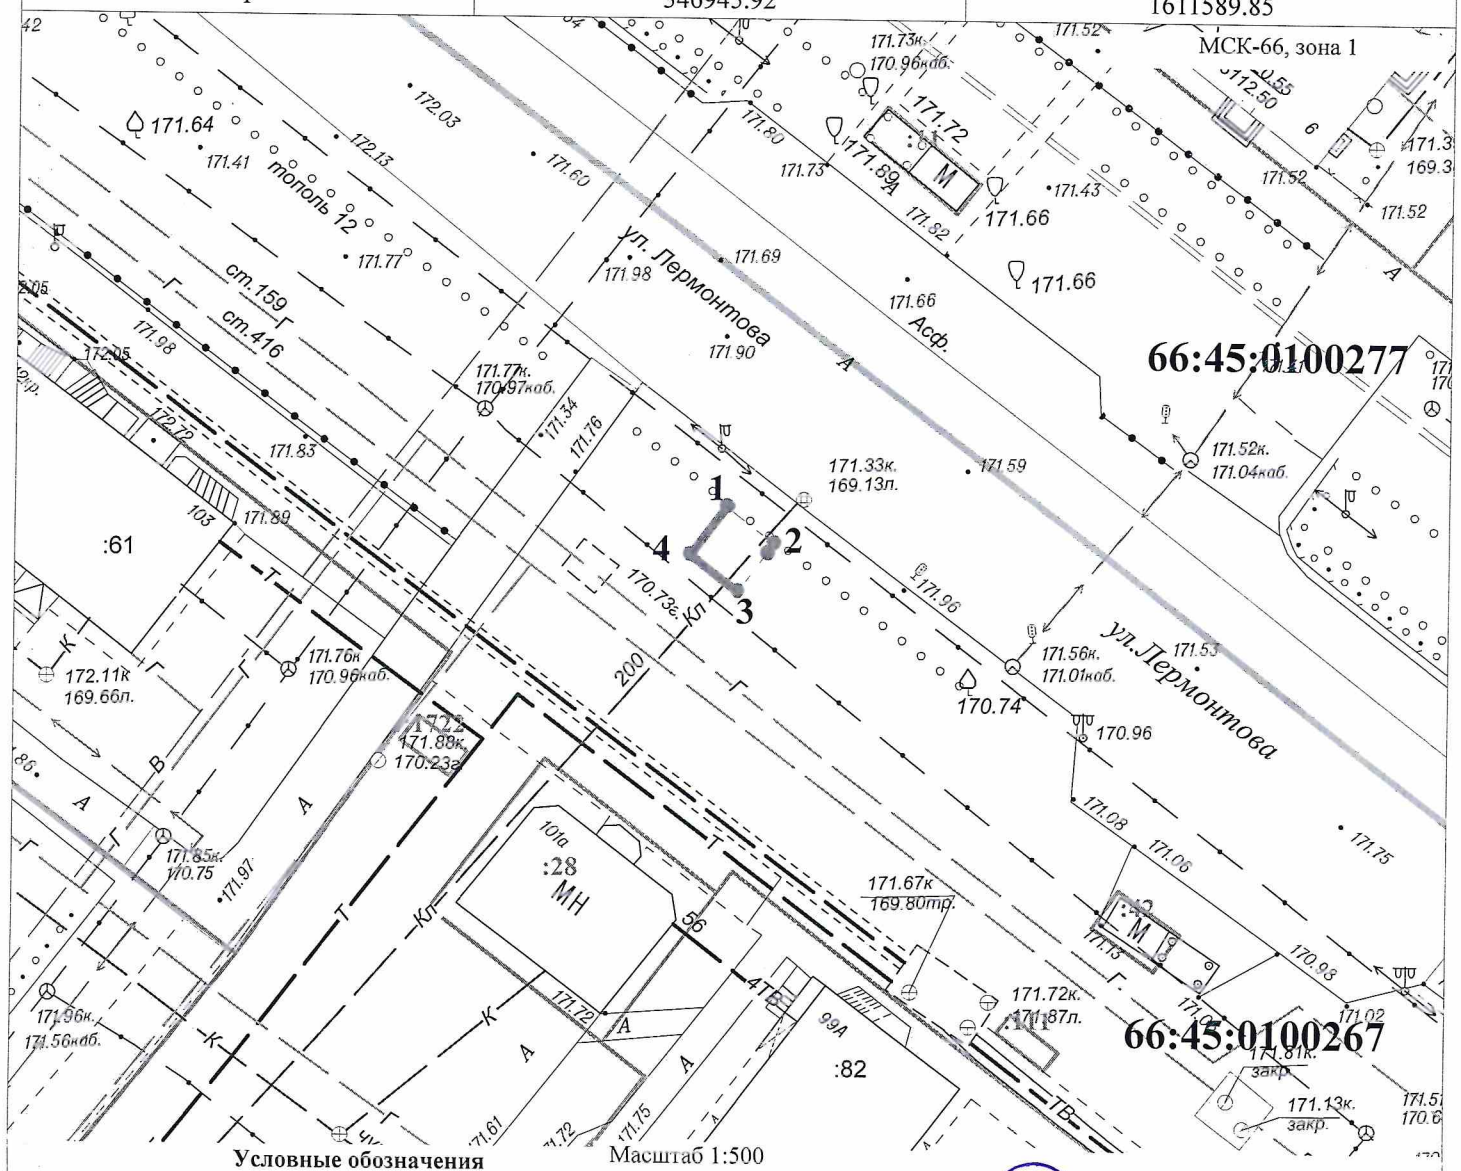 1611589.85
МСК-66, зона 1
171.52
171.73к.
170.96каб.
112.50
6
172.03
171.64
171.41
172.13
тополь 12
171.60
171.80
171.73
171.72
171.89
А
М
171.82
171.66
171.43
171.52
171.52
А
171.77
ст.159
Г
ст.416
Г
ул. Лермонтова
171.98
171.69
171.90
171.66
Асф.
171.66
А
66:45:0100277
171.98
172.05
172.72
171.77к.
170.97каб.
171.34
171.76
171.83
171.33к.
169.13л.
171.59
171.52к.
171.04каб.
103
171.89
:61
1
2
3
4
170.73г.
Кл
200
171.96
171.56к.
171.01каб.
ул.Лермонтова
171.53
Т
К
Г
172.11к
169.66л.
171.76к
170.96каб.
Г
170.74
170.96
:1722
171.88к.
170.23г
В
А
А
171.08
171.06
171.75
171.85к.
170.75
171.97
Г
101а
:28
МН
Т
Т
Кл
56
171.67к
169.80тр.
М
171.13
170.98
171.02
171.96к.
171.56каб.
К
К
171.72
А
А
А
4ТВ
99А
:82
171.72к.
171.87л.
66:45:0100267
171.81к.
закр.
171.13к.
закр.
ТВ
171.61
171.75
Условные обозначения
Масштаб 1:500